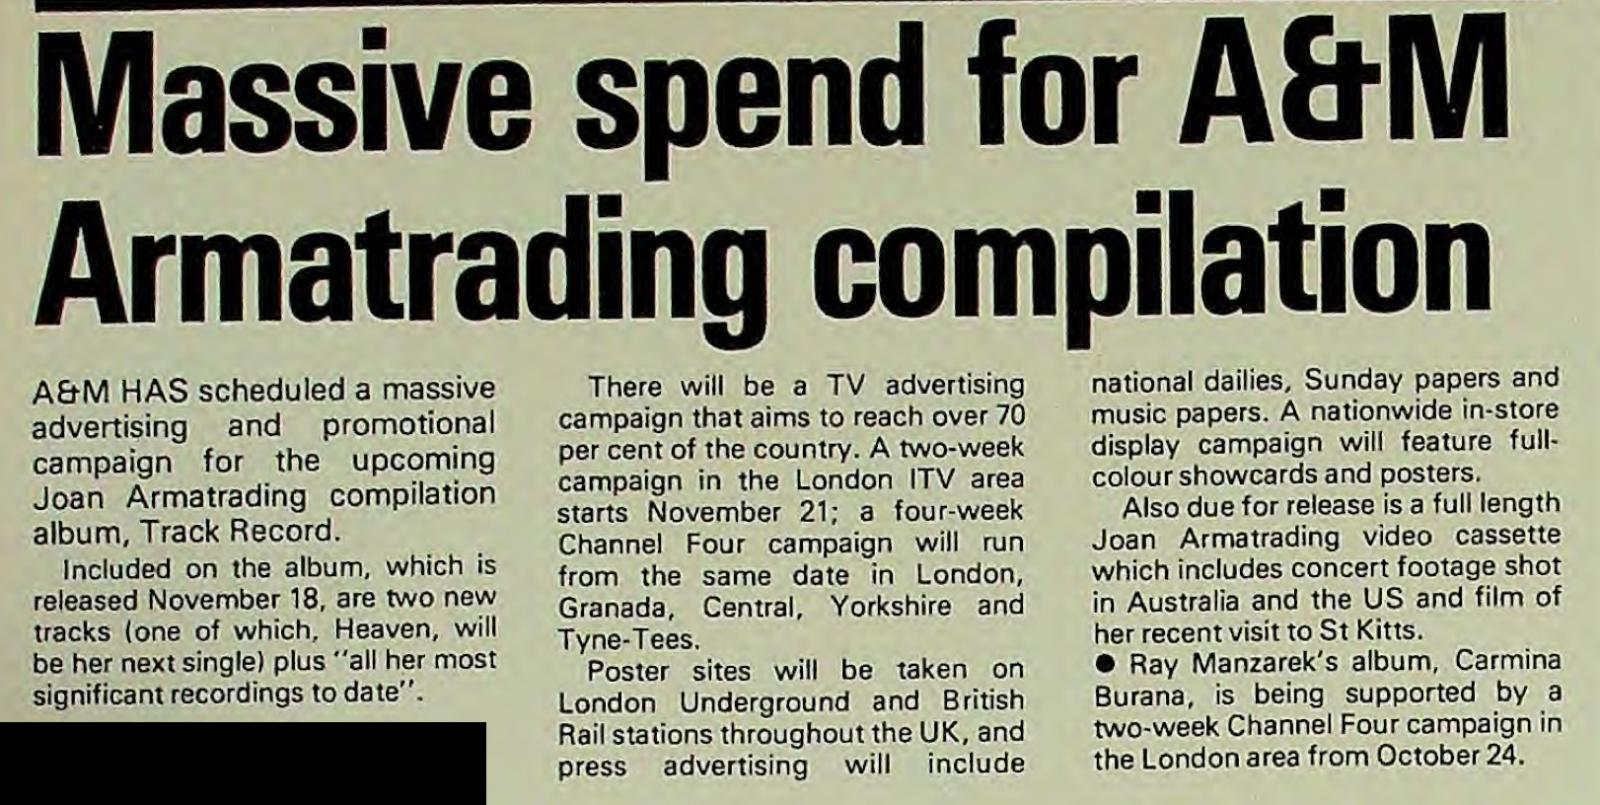 Massive spend for A&M
Armatrading compilation
A&M HAS scheduled a massive
advertising and promotional
campaign for the upcoming
Joan Armatrading compilation
album, Track Record.
Included on the album, which is
released November 18, are two new
tracks (one of which, Heaven, will
be her next single) plus "all her most
significant recordings to date".
There will be a TV advertising
campaign that aims to reach over 70
per cent of the country. A two-week
campaign in the London ITV area
starts November 21; a four-week
Channel Four campaign will run
from the same date in London,
Granada, Central, Yorkshire and
Tyne-Tees.
Poster sites will be taken on
London Underground and British
Rail stations throughout the UK, and
press advertising will include
national dailies, Sunday papers and
music papers. A nationwide in-store
display campaign will feature full-
colour showcards and posters.
Also due for release is a full length
Joan Armatrading video cassette
which includes concert footage shot
in Australia and the US and film of
her recent visit to St Kitts.
● Ray Manzarek's album, Carmina
Burana, is being supported by a
two-week Channel Four campaign in
the London area from October 24.